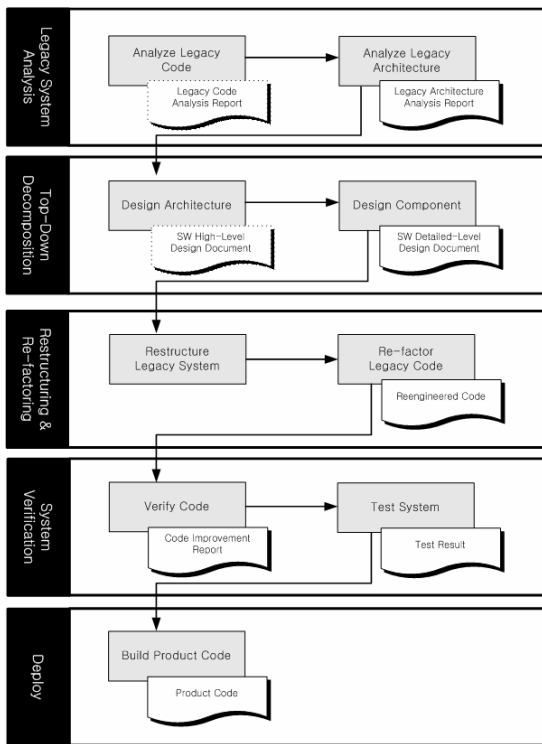 Legacy System
Analysis
Analyze Legacy
Code
Legacy Code
Analysis Report
Analyze Legacy
Architecture
Legacy Architecture
Analysis Report
Top-Down
Decomposition
Design Architecture
SW High-Level
Design Document
Design Component
SW Detailed-Level
Design Document
Restructuring &
Re-factoring
Restructure
Legacy System
Re-factor
Legacy Code
Reengineered Code
System
Verification
Verify Code
Code Improvement
Report
Test System
Test Result
Deploy
Build Product Code
Product Code